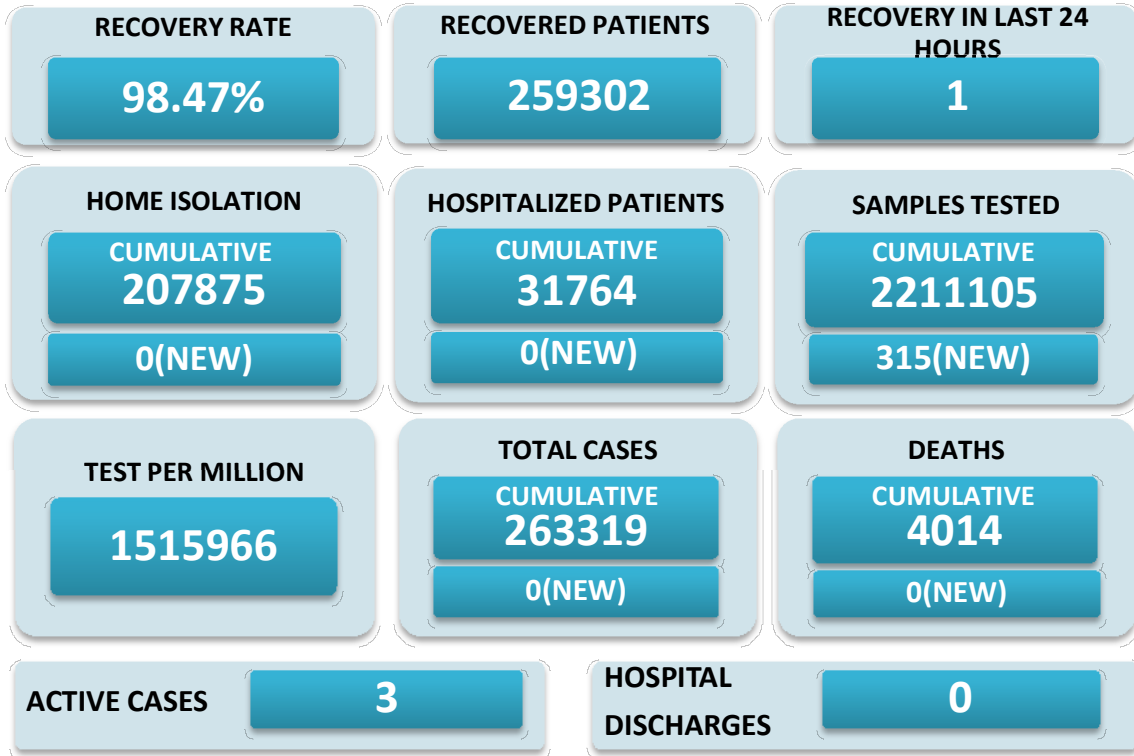 RECOVERY RATE
98.47%
RECOVERED PATIENTS
259302
RECOVERY IN LAST 24
HOURS
1
HOME ISOLATION
CUMULATIVE
207875
0(NEW)
HOSPITALIZED PATIENTS
CUMULATIVE
31764
0(NEW)
SAMPLES TESTED
CUMULATIVE
2211105
315(NEW)
TEST PER MILLION
1515966
TOTAL CASES
CUMULATIVE
263319
0(NEW)
DEATHS
CUMULATIVE
4014
0(NEW)
ACTIVE CASES
3
HOSPITAL
DISCHARGES
0